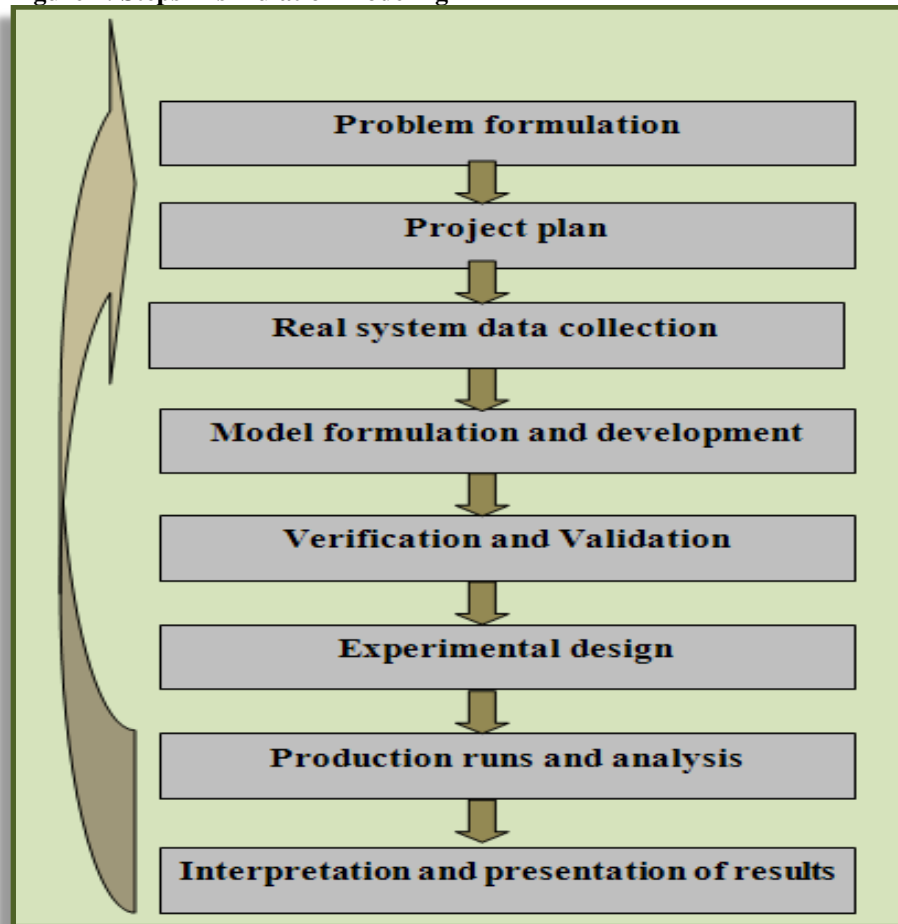 Problem formulation
Project plan
Real system data collection
Model formulation and development
Verification and Validation
Experimental design
Production runs and analysis
Interpretation and presentation of results